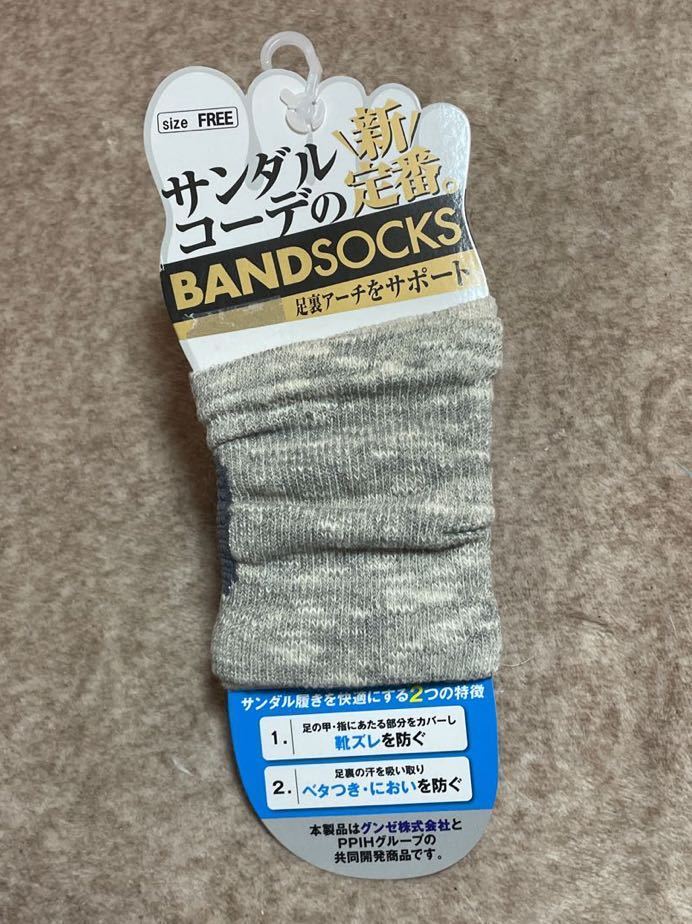 size FREE
サンダル
コーデの
新
定番。
BANDSOCKS
足裏アーチをサポート
サンダル履きを快適にする2つの特徴
1. 足の甲・指にあたる部分をカバーし
靴ズレを防ぐ
2. 足裏の汗を吸い取り
ベタつき・においを防ぐ
本製品はグンゼ株式会社と
PPIHグループの
共同開発商品です。